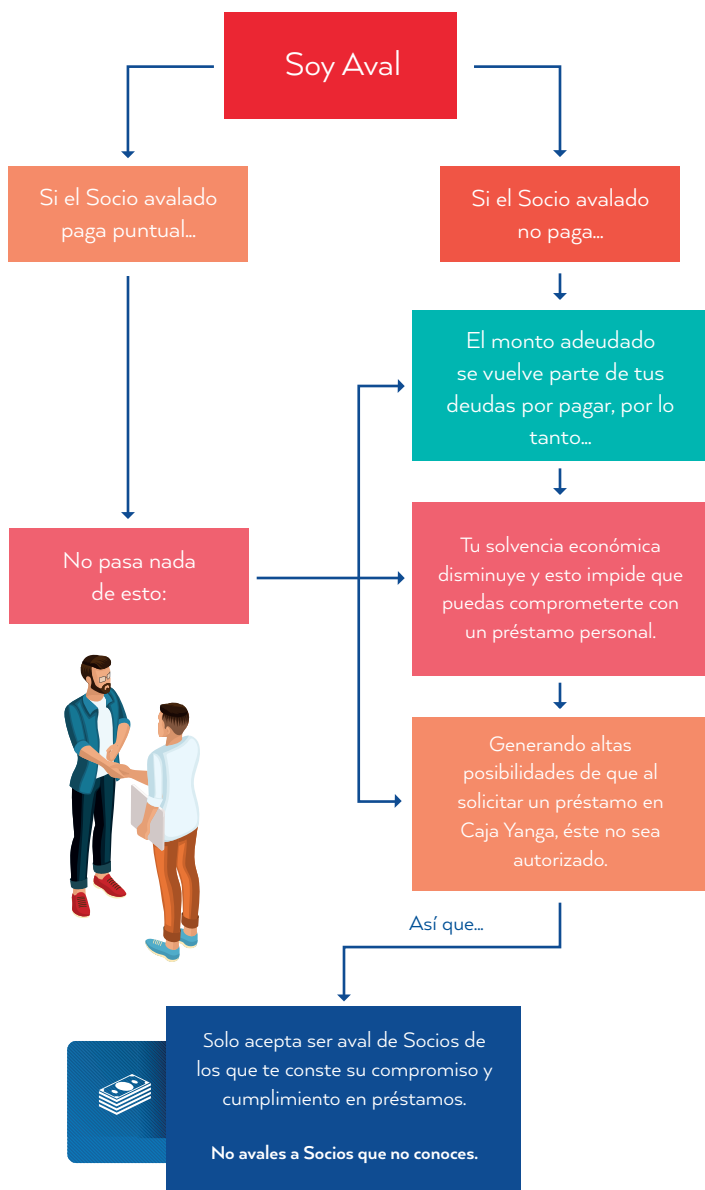 Soy Aval
Si el Socio avalado
paga puntual...
Si el Socio avalado
no paga...
El monto adeudado
se vuelve parte de tus
deudas por pagar, por lo
tanto...
No pasa nada
de esto:
Tu solvencia económica
disminuye y esto impide que
puedas comprometerte con
un préstamo personal.
Generando altas
posibilidades de que al
solicitar un préstamo en
Caja Yanga, éste no sea
autorizado.
Así que...
Solo acepta ser aval de Socios de
los que te conste su compromiso y
cumplimiento en préstamos.
No avales a Socios que no conoces.